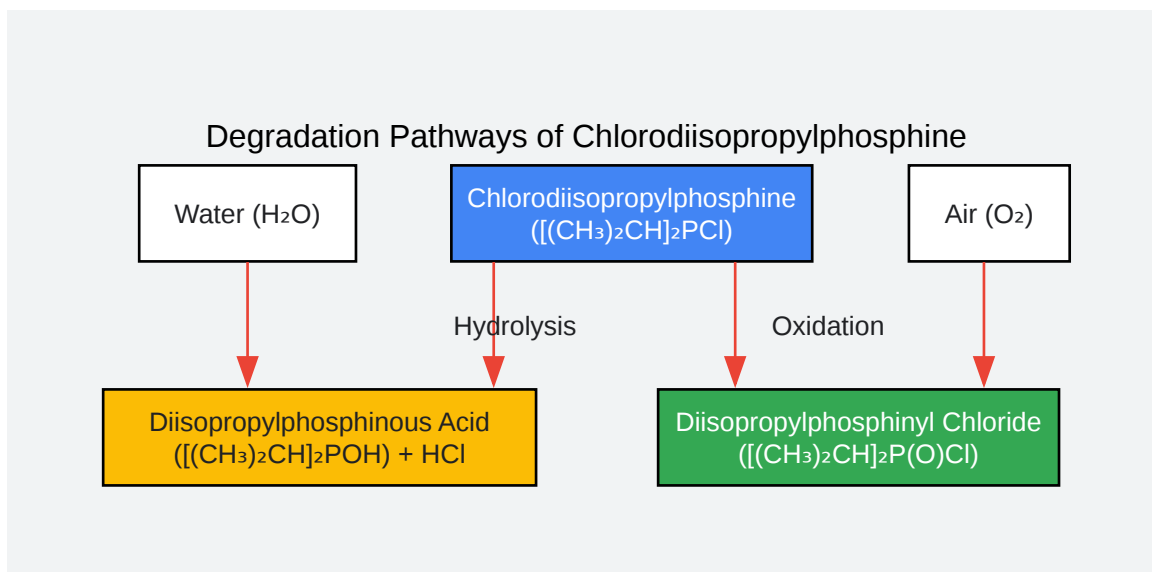 Degradation Pathways of Chlorodiisopropylphosphine
Water (H₂O)
Chlorodiisopropylphosphine
([(CH₃)₂CH]₂PCl)
Air (O₂)
Hydrolysis
Oxidation
Diisopropylphosphinous Acid
([(CH₃)₂CH]₂POH) + HCl
Diisopropylphosphinyl Chloride
([(CH₃)₂CH]₂P(O)Cl)